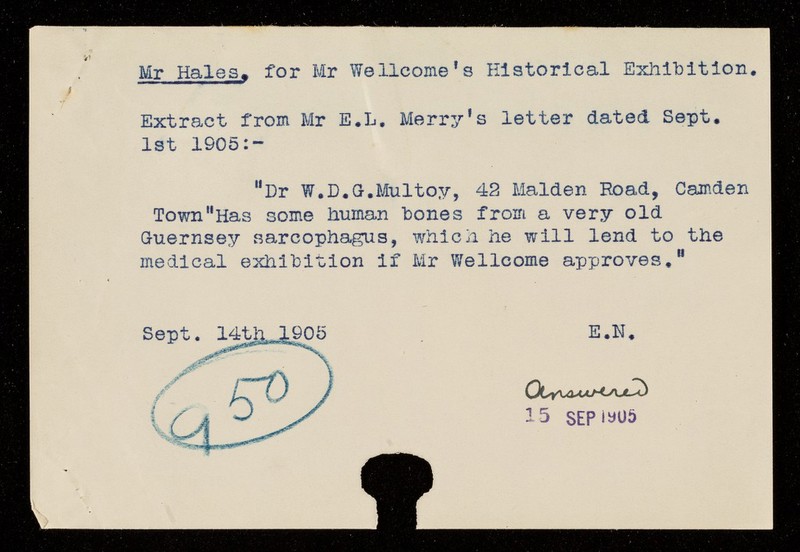 Mr Hales, for Mr Wellcome's Historical Exhibition.
Extract from Mr E.L. Merry's letter dated Sept.
1st 1905:-
"Dr W.D.G.Multoy, 42 Malden Road, Camden
Town"Has some human bones from a very old
Guernsey sarcophagus, which he will lend to the
medical exhibition if Mr Wellcome approves."
Sept. 14th 1905 E.N.
950
Answered
15 SEP 1905